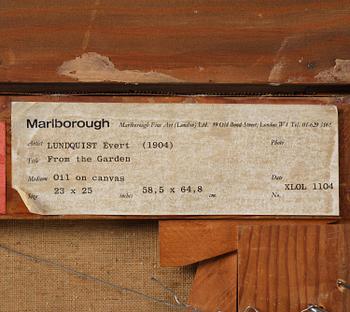 Marlborough Marlborough Fine Art (London) Ltd. 39 Old Bond Street, London W1 Tel. 01-629 5161
Artist LUNDQUIST Evert (1904) Photo
Title From the Garden
Medium Oil on canvas Date
Size 23 x 25 inches 58,5 x 64,8 cm. No. XLOL 1104